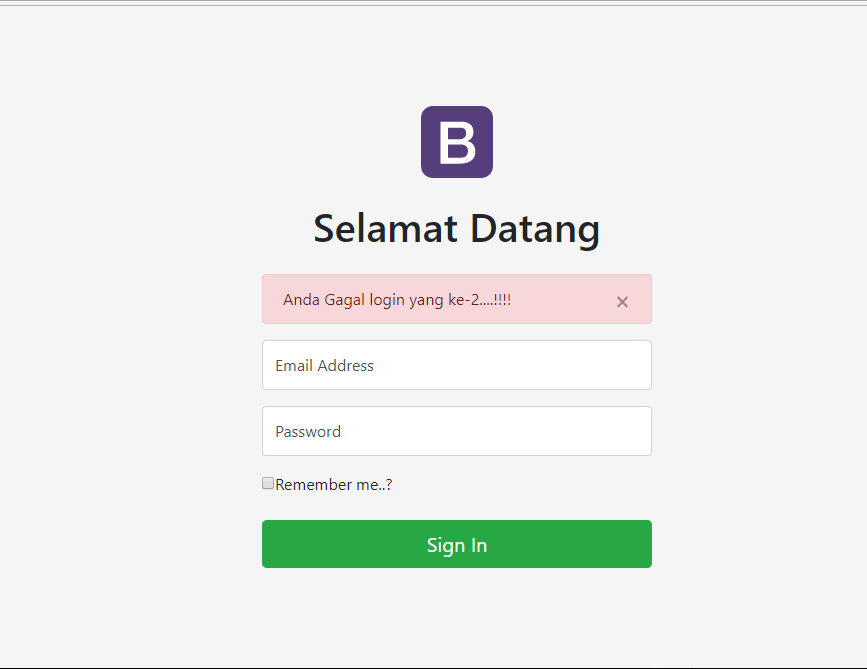 B
Selamat Datang
Anda Gagal login yang ke-2....!!!! ×
Email Address
Password
Remember me..?
Sign In